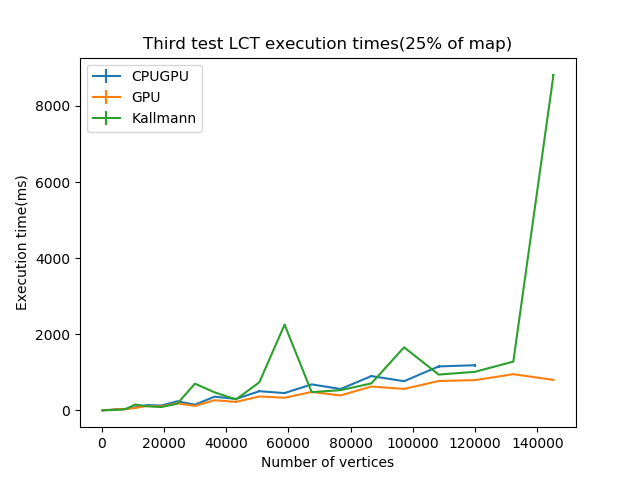 Third test LCT execution times(25% of map)
CPUGPU
GPU
Kallmann
Execution time(ms)
8000
6000
4000
2000
0
0 20000 40000 60000 80000 100000 120000 140000
Number of vertices